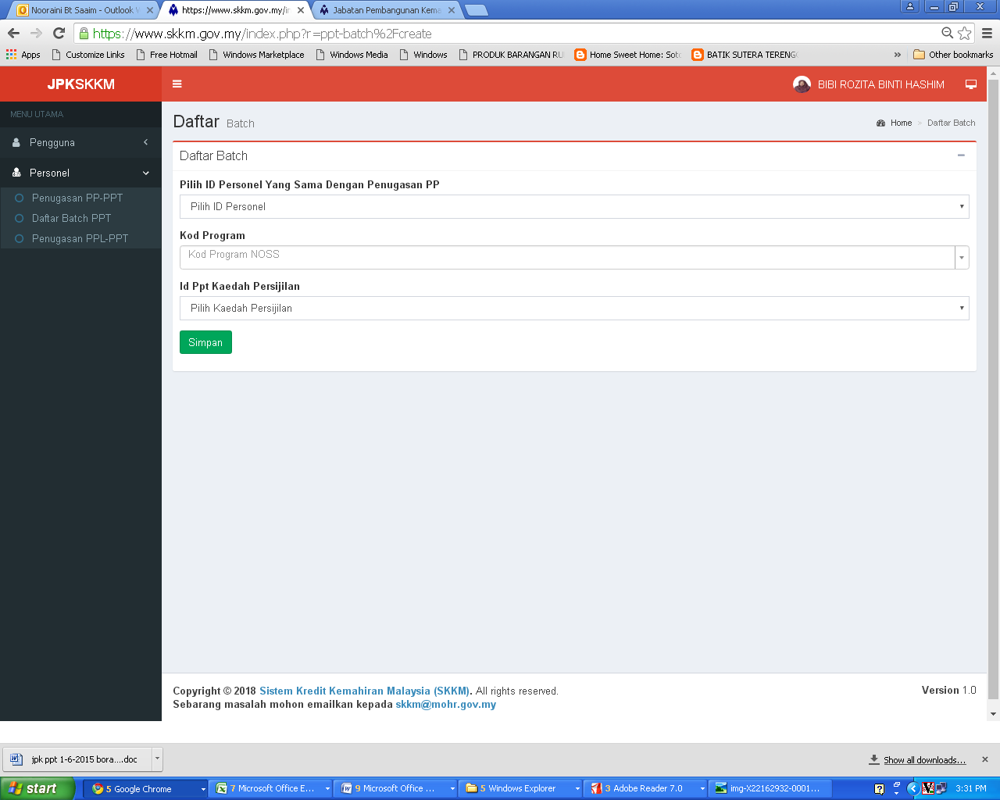 Nooraini Bt Saaim - Outlook
https://www.skkm.gov.my/in
Jabatan Pembangunan Kema
https://www.skkm.gov.my/index.php?r=ppt-batch%2Fcreate
Apps Customize Links Free Hotmail Windows Marketplace Windows Media Windows PRODUK BARANGAN RU Home Sweet Home: Soto BATIK SUTERA TERENGG » Other bookmarks
JPKSKKM BIBI ROZITA BINTI HASHIM
MENU UTAMA
Pengguna
Personel
Penugasan PP-PPT
Daftar Batch PPT
Penugasan PPL-PPT
Daftar Batch
Home > Daftar Batch
Daftar Batch
Pilih ID Personel Yang Sama Dengan Penugasan PP
Pilih ID Personel
Kod Program
Kod Program NOSS
Id Ppt Kaedah Persijilan
Pilih Kaedah Persijilan
Simpan
Copyright © 2018 Sistem Kredit Kemahiran Malaysia (SKKM). All rights reserved.
Version 1.0
Sebarang masalah mohon emailkan kepada skkm@mohr.gov.my
jpk ppt 1-6-2015 bora....doc
Show all downloads...
start 5 Google Chrome 7 Microsoft Office E... 9 Microsoft Office ... 5 Windows Explorer 3 Adobe Reader 7.0 img-X22162932-0001... 3:31 PM